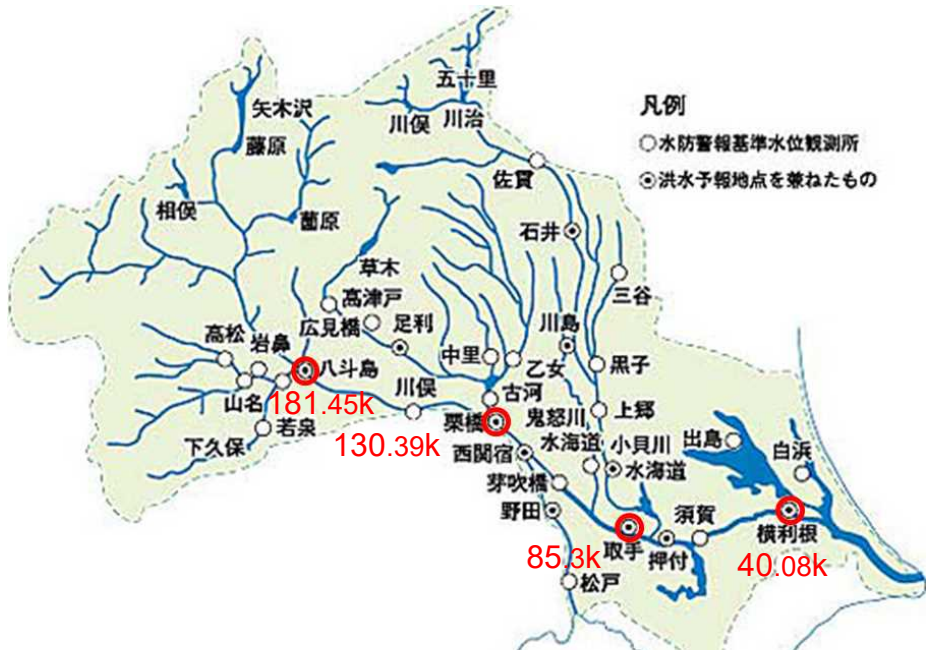 五十里
矢木沢
川俣
川治
凡例
藤原
○水防警報基準水位観測所
佐貫
◉洪水予報地点を兼ねたもの
相俣
薗原
石井
草木
三谷
高津戸
広見橋
足利
川島
高松
岩鼻
八斗島
中里
乙女
黒子
川俣
山名
181.45k
古河
鬼怒川
上郷
若泉
栗橋
下久保
130.39k
水海道
小貝川
水海道
出島
白浜
西関宿
芽吹橋
野田
須賀
横利根
取手
押付
85.3k
40.08k
松戸